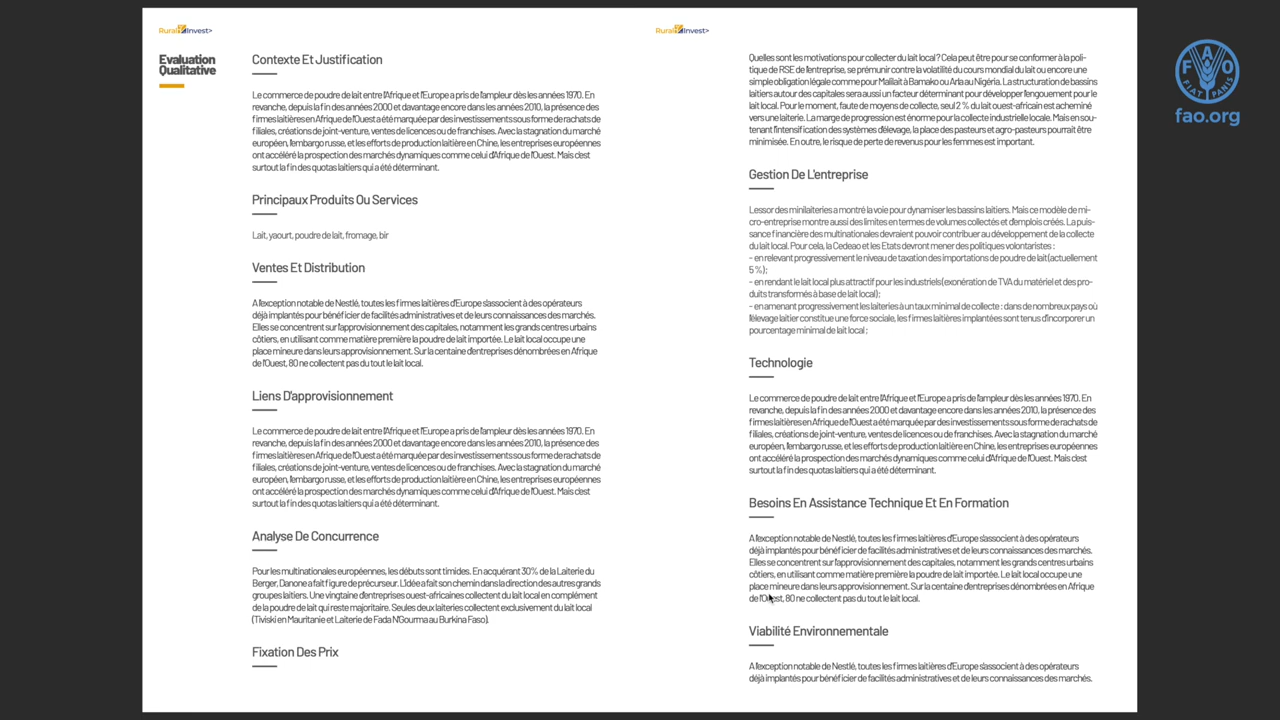 Rural Invest>
Evaluation
Qualitative
Contexte Et Justification
Le commerce de poudre de lait entre l'Afrique et l'Europe a pris de l'ampleur dès les années 1970. En
revanche, depuis la fin des années 2000 et davantage encore dans les années 2010, la présence des
firmes laitières en Afrique de l'Ouest a été marquée par des investissements sous forme de rachats de
filiales, créations de joint-venture, ventes de licences ou de franchises. Avec la stagnation du marché
européen, l'embargo russe, et les efforts de production laitière en Chine, les entreprises européennes
ont accéléré la prospection des marchés dynamiques comme celui d'Afrique de l'Ouest. Mais c'est
surtout la fin des quotas laitiers qui a été déterminant.
Principaux Produits Ou Services
Lait, yaourt, poudre de lait, fromage, bir
Ventes Et Distribution
A l'exception notable de Nestlé, toutes les firmes laitières d'Europe s'associent à des opérateurs
déjà implantés pour bénéficier de facilités administratives et de leurs connaissances des marchés.
Elles se concentrent sur l'approvisionnement des capitales, notamment les grands centres urbains
côtiers, en utilisant comme matière première la poudre de lait importée. Le lait local occupe une
place mineure dans leurs approvisionnement. Sur la centaine d'entreprises dénombrées en Afrique
de l'Ouest, 80 ne collectent pas du tout le lait local.
Liens D'approvisionnement
Le commerce de poudre de lait entre l'Afrique et l'Europe a pris de l'ampleur dès les années 1970. En
revanche, depuis la fin des années 2000 et davantage encore dans les années 2010, la présence des
firmes laitières en Afrique de l'Ouest a été marquée par des investissements sous forme de rachats de
filiales, créations de joint-venture, ventes de licences ou de franchises. Avec la stagnation du marché
européen, l'embargo russe, et les efforts de production laitière en Chine, les entreprises européennes
ont accéléré la prospection des marchés dynamiques comme celui d'Afrique de l'Ouest. Mais c'est
surtout la fin des quotas laitiers qui a été déterminant.
Analyse De Concurrence
Pour les multinationales européennes, les débuts sont timides. En acquérant 30% de la Laiterie du
Berger, Danone a fait figure de précurseur. L'idée a fait son chemin dans la direction des autres grands
groupes laitiers. Une vingtaine d'entreprises ouest-africaines collectent du lait local en complément
de la poudre de lait qui reste majoritaire. Seules deux laiteries collectent exclusivement du lait local
(Tiviski en Mauritanie et Laiterie de Fada N'Gourma au Burkina Faso).
Fixation Des Prix
Rural Invest>
Quelles sont les motivations pour collecter du lait local ? Cela peut être pour se conformer à la poli-
tique de RSE de l'entreprise, se prémunir contre la volatilité du cours mondial du lait ou encore une
simple obligation légale comme pour Maïlait à Bamako ou Arla au Nigéria. La structuration de bassins
laitiers autour des capitales sera aussi un facteur déterminant pour développer l'engouement pour le
lait local. Pour le moment, faute de moyens de collecte, seul 2 % du lait ouest-africain est acheminé
vers une laiterie. La marge de progression est énorme pour la collecte industrielle locale. Mais en sou-
tenant l'intensification des systèmes d'élevage, la place des pasteurs et agro-pasteurs pourrait être
minimisée. En outre, le risque de perte de revenus pour les femmes est important.
Gestion De L'entreprise
L'essor des minilaiteries a montré la voie pour dynamiser les bassins laitiers. Mais ce modèle de mi-
cro-entreprise montre aussi des limites en termes de volumes collectés et d'emplois créés. La puis-
sance financière des multinationales devraient pouvoir contribuer au développement de la collecte
du lait local. Pour cela, la Cedeao et les Etats devront mener des politiques volontaristes :
- en relevant progressivement le niveau de taxation des importations de poudre de lait (actuellement
5 %) ;
- en rendant le lait local plus attractif pour les industriels (exonération de TVA du matériel et des pro-
duits transformés à base de lait local) ;
- en amenant progressivement les laiteries à un taux minimal de collecte : dans de nombreux pays où
l'élevage laitier constitue une force sociale, les firmes laitières implantées sont tenus d'incorporer un
pourcentage minimal de lait local ;
Technologie
Le commerce de poudre de lait entre l'Afrique et l'Europe a pris de l'ampleur dès les années 1970. En
revanche, depuis la fin des années 2000 et davantage encore dans les années 2010, la présence des
firmes laitières en Afrique de l'Ouest a été marquée par des investissements sous forme de rachats de
filiales, créations de joint-venture, ventes de licences ou de franchises. Avec la stagnation du marché
européen, l'embargo russe, et les efforts de production laitière en Chine, les entreprises européennes
ont accéléré la prospection des marchés dynamiques comme celui d'Afrique de l'Ouest. Mais c'est
surtout la fin des quotas laitiers qui a été déterminant.
Besoins En Assistance Technique Et En Formation
A l'exception notable de Nestlé, toutes les firmes laitières d'Europe s'associent à des opérateurs
déjà implantés pour bénéficier de facilités administratives et de leurs connaissances des marchés.
Elles se concentrent sur l'approvisionnement des capitales, notamment les grands centres urbains
côtiers, en utilisant comme matière première la poudre de lait importée. Le lait local occupe une
place mineure dans leurs approvisionnement. Sur la centaine d'entreprises dénombrées en Afrique
de l'Ouest, 80 ne collectent pas du tout le lait local.
Viabilité Environnementale
A l'exception notable de Nestlé, toutes les firmes laitières d'Europe s'associent à des opérateurs
déjà implantés pour bénéficier de facilités administratives et de leurs connaissances des marchés.
FAO
FIAT PANIS
fao.org